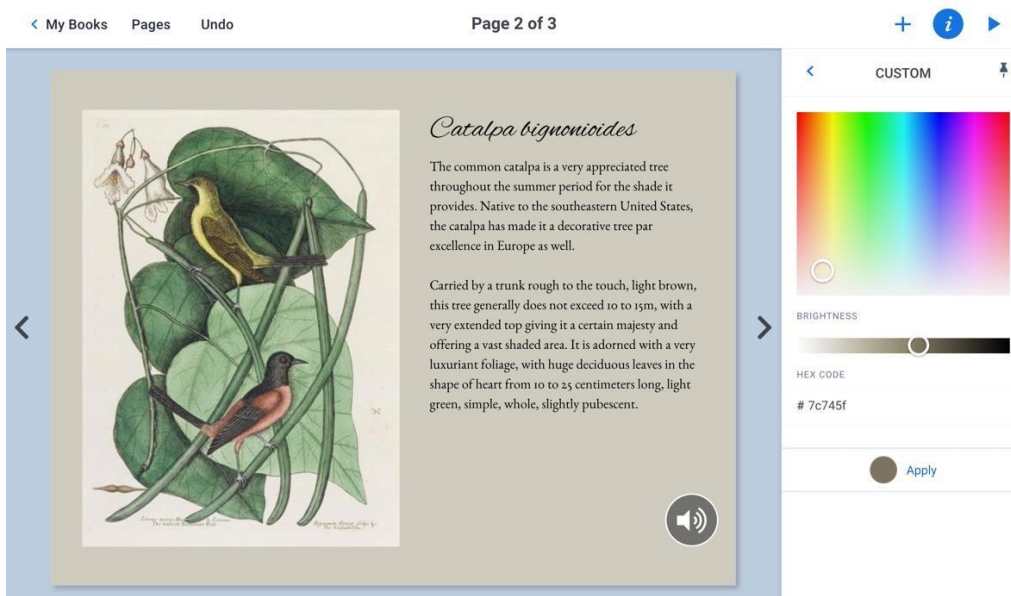 My Books Pages Undo Page 2 of 3
CUSTOM
Catalpa bignonioides
The common catalpa is a very appreciated tree
throughout the summer period for the shade it
provides. Native to the southeastern United States,
the catalpa has made it a decorative tree par
excellence in Europe as well.
Carried by a trunk rough to the touch, light brown,
this tree generally does not exceed 10 to 15m, with a
very extended top giving it a certain majesty and
offering a vast shaded area. It is adorned with a very
luxuriant foliage, with huge deciduous leaves in the
shape of heart from 10 to 25 centimeters long, light
green, simple, whole, slightly pubescent.
BRIGHTNESS
HEX CODE
# 7c745f
Apply